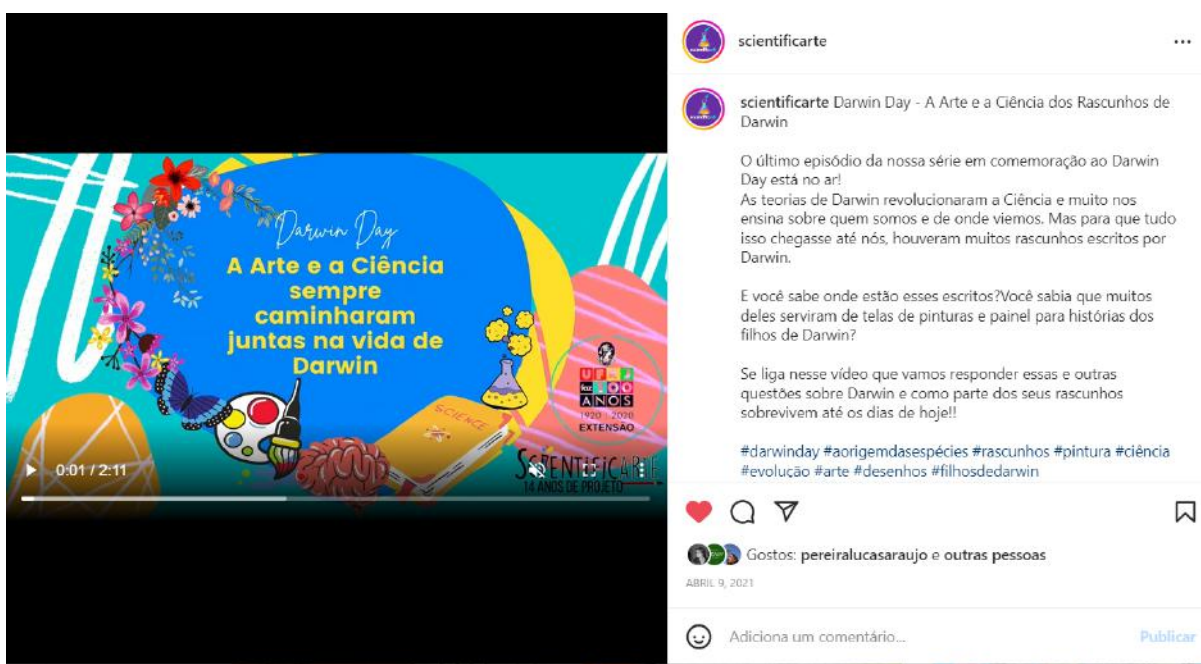 Darwin Day
A Arte e a Ciência
sempre
caminharam
juntas na vida de
Darwin
SCIENCE
UFRJ
faz 100
ANOS
1920 | 2020
EXTENSÃO
SCIENTIFICARTE
14 ANOS DE PROJETO
0:01 / 2:11
scientificarte
scientificarte Darwin Day - A Arte e a Ciência dos Rascunhos de
Darwin
O último episódio da nossa série em comemoração ao Darwin
Day está no ar!
As teorias de Darwin revolucionaram a Ciência e muito nos
ensina sobre quem somos e de onde viemos. Mas para que tudo
isso chegasse até nós, houveram muitos rascunhos escritos por
Darwin.
E você sabe onde estão esses escritos?Você sabia que muitos
deles serviram de telas de pinturas e painel para histórias dos
filhos de Darwin?
Se liga nesse vídeo que vamos responder essas e outras
questões sobre Darwin e como parte dos seus rascunhos
sobrevivem até os dias de hoje!!
#darwinday #aorigemdasespécies #rascunhos #pintura #ciência
#evolução #arte #desenhos #filhosdedarwin
Gostos: pereiralucasaraujo e outras pessoas
ABRIL 9, 2021
Adiciona um comentário... Publicar